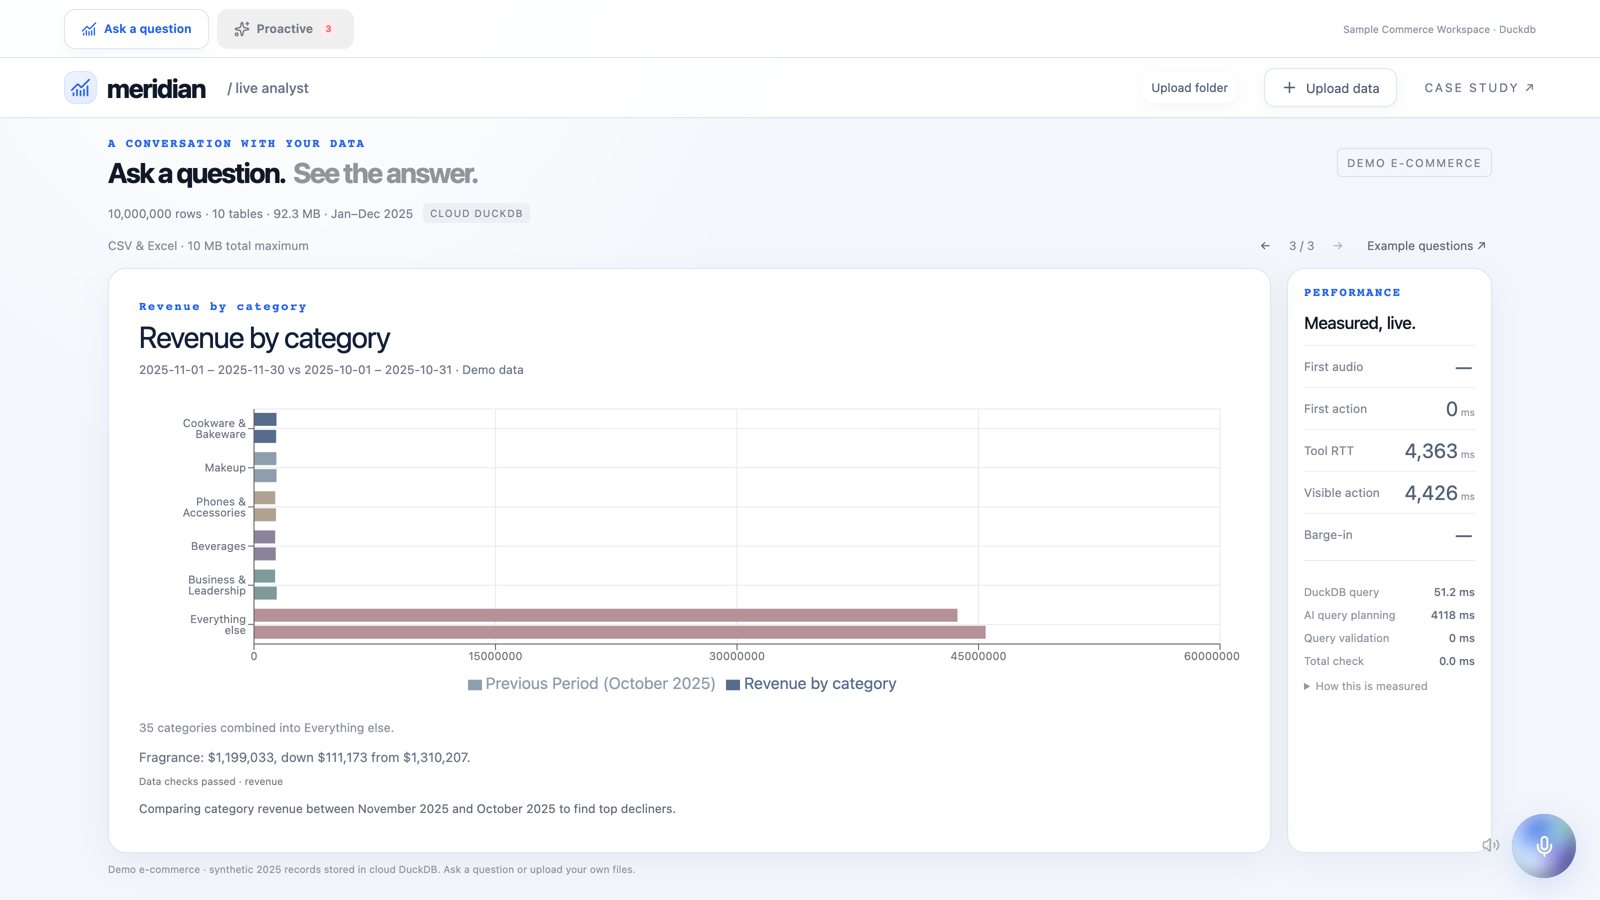 Ask a question
Proactive 3
Sample Commerce Workspace · Duckdb
meridian / live analyst
Upload folder
+ Upload data
CASE STUDY ↗
A CONVERSATION WITH YOUR DATA
Ask a question. See the answer.
DEMO E-COMMERCE
10,000,000 rows · 10 tables · 92.3 MB · Jan–Dec 2025 CLOUD DUCKDB
CSV & Excel · 10 MB total maximum
← 3 / 3 →
Example questions ↗
Revenue by category
Revenue by category
2025-11-01 – 2025-11-30 vs 2025-10-01 – 2025-10-31 · Demo data
Cookware &
Bakeware
Makeup
Phones &
Accessories
Beverages
Business &
Leadership
Everything
else
0 15000000 30000000 45000000 60000000
Previous Period (October 2025) Revenue by category
35 categories combined into Everything else.
Fragrance: $1,199,033, down $111,173 from $1,310,207.
Data checks passed · revenue
Comparing category revenue between November 2025 and October 2025 to find top decliners.
PERFORMANCE
Measured, live.
First audio —
First action 0 ms
Tool RTT 4,363 ms
Visible action 4,426 ms
Barge-in —
DuckDB query 51.2 ms
AI query planning 4118 ms
Query validation 0 ms
Total check 0.0 ms
▶ How this is measured
Demo e-commerce · synthetic 2025 records stored in cloud DuckDB. Ask a question or upload your own files.